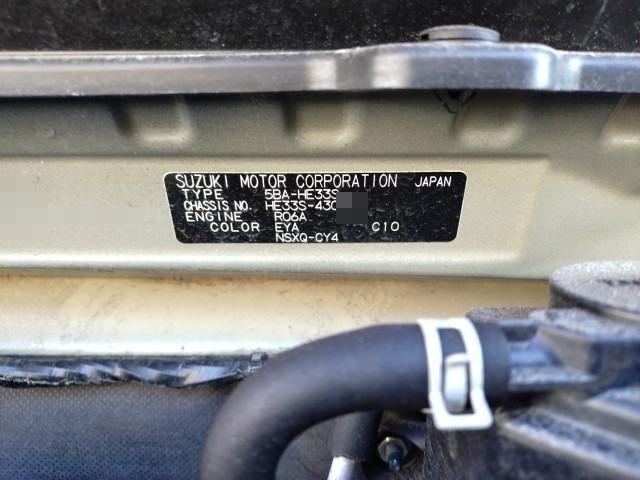 SUZUKI MOTOR CORPORATION JAPAN
TYPE 5BA-HE33S
CHASSIS NO. HE33S-430
ENGINE R06A
COLOR EYA C10
NSXQ-CY4